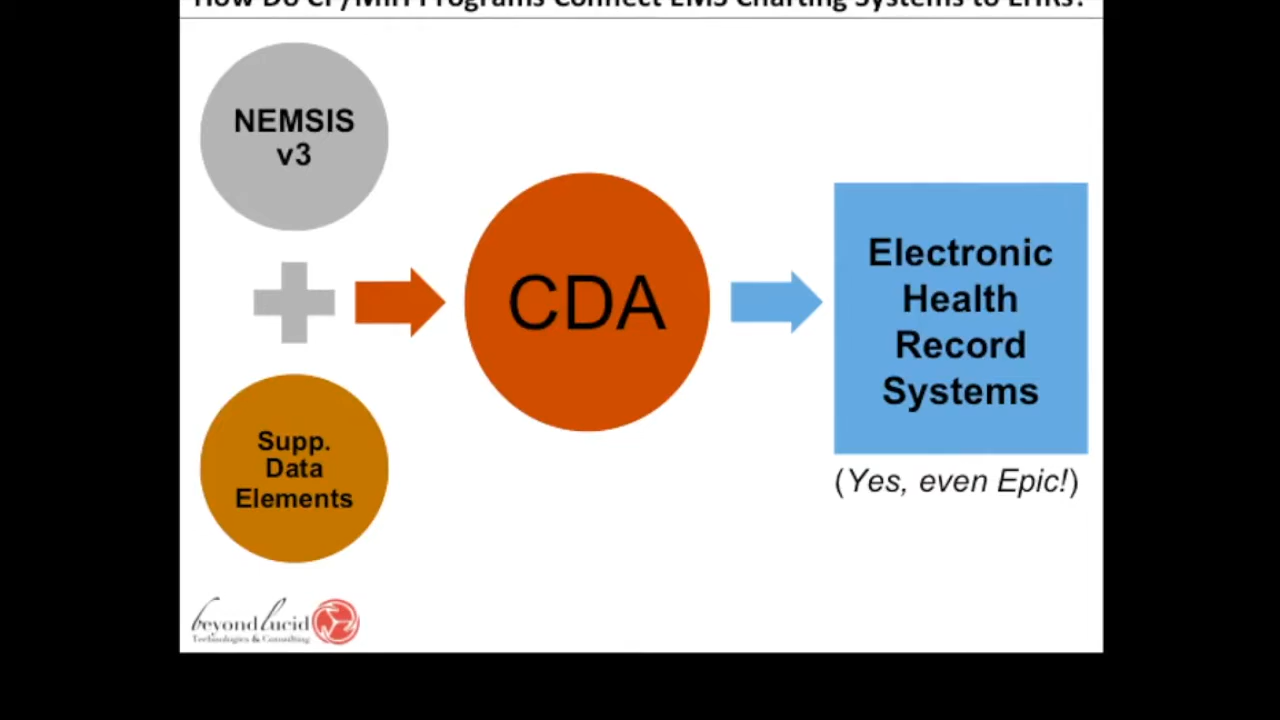 How Do CP/MIH Programs Connect EMS Charting Systems to EHRs?
NEMSIS
v3
CDA
Electronic
Health
Record
Systems
Supp.
Data
Elements
(Yes, even Epic!)
beyond lucid
Technologies & Consulting